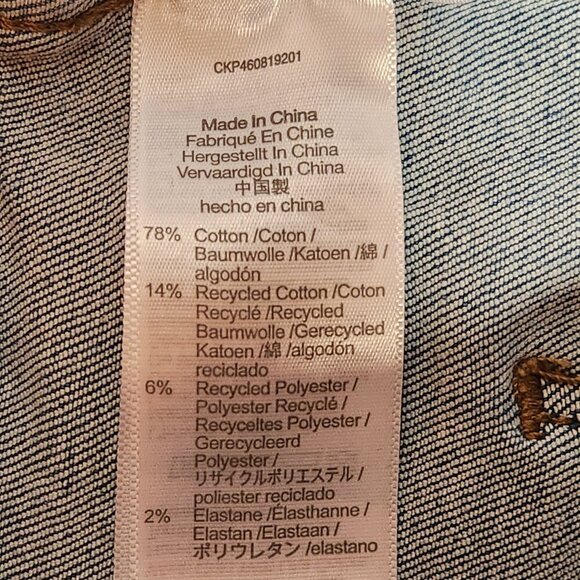 CKP460819201
Made In China
Fabriqué En Chine
Hergestellt In China
Vervaardigd In China
中国製
hecho en china
78% Cotton /Coton /
Baumwolle /Katoen /綿 /
algodón
14% Recycled Cotton /Coton
Recyclé /Recycled
Baumwolle /Gerecycled
Katoen /綿 /algodón
reciclado
6% Recycled Polyester /
Polyester Recyclé /
Recyceltes Polyester /
Gerecycleerd
Polyester /
リサイクルポリエステル /
poliester reciclado
2% Elastane /Élasthanne /
Elastan /Elastaan /
ポリウレタン /elastano